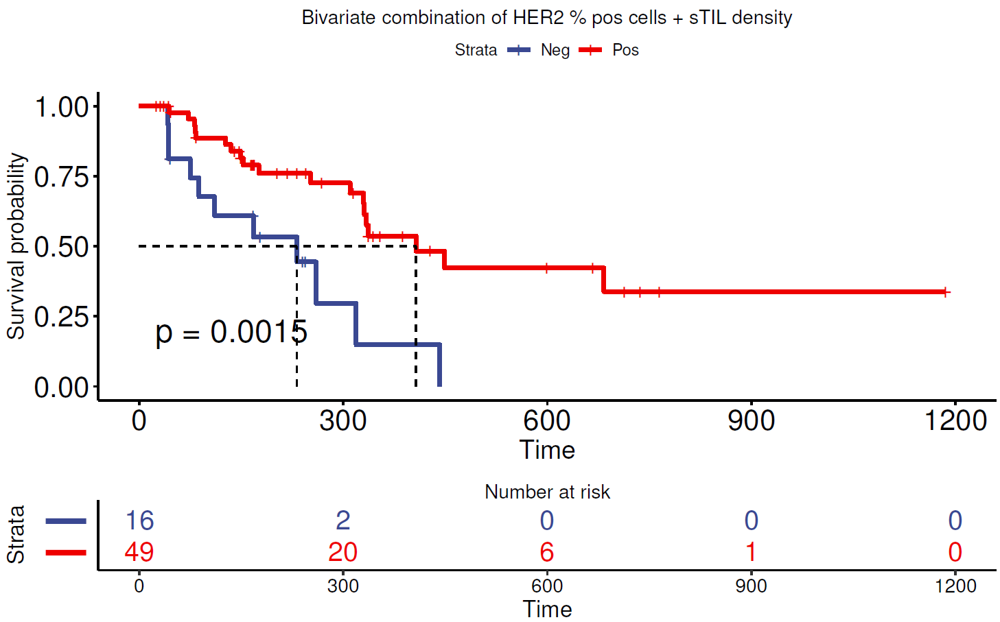 Bivariate combination of HER2 % pos cells + sTIL density
Strata Neg Pos
Survival probability
1.00
0.75
0.50
0.25
0.00
p = 0.0015
0 300 600 900 1200
Time
Number at risk
Strata
16 2 0 0 0
49 20 6 1 0
0 300 600 900 1200
Time